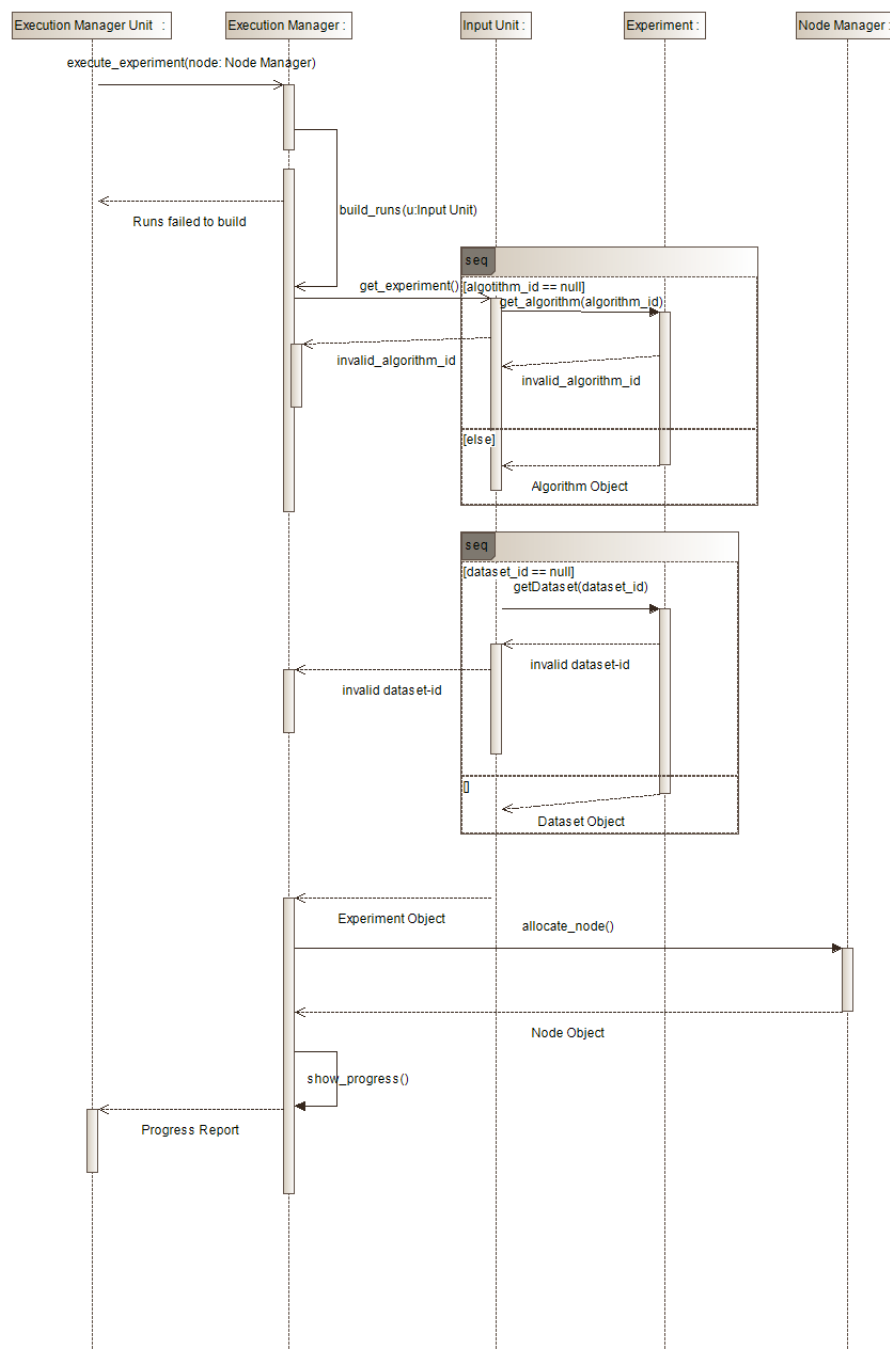 Execution Manager Unit :
Execution Manager :
Input Unit :
Experiment :
Node Manager :
execute_experiment(node: Node Manager)
Runs failed to build
build_runs(u:Input Unit)
seq
get_experiment()
[algotithm_id == null]
get_algorithm(algorithm_id)
invalid_algorithm_id
invalid_algorithm_id
[else]
Algorithm Object
seq
[dataset_id == null]
getDataset(dataset_id)
invalid dataset-id
invalid dataset-id
[]
Dataset Object
Experiment Object
allocate_node()
Node Object
show_progress()
Progress Report